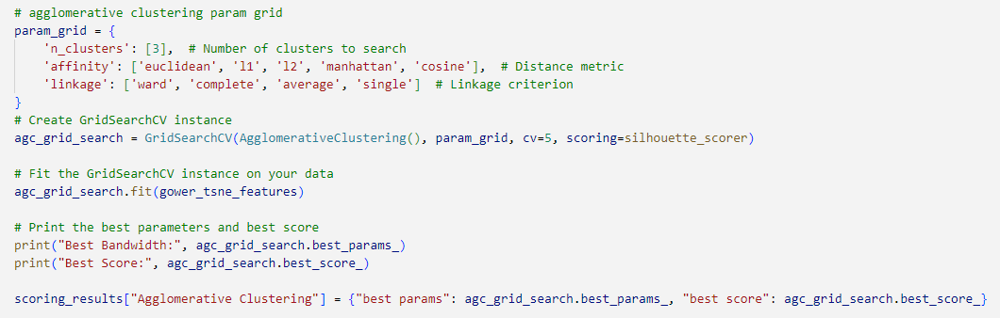 # agglomerative clustering param grid
param_grid = {
    'n_clusters': [3],  # Number of clusters to search
    'affinity': ['euclidean', 'l1', 'l2', 'manhattan', 'cosine'],  # Distance metric
    'linkage': ['ward', 'complete', 'average', 'single']  # Linkage criterion
}
# Create GridSearchCV instance
agc_grid_search = GridSearchCV(AgglomerativeClustering(), param_grid, cv=5, scoring=silhouette_scorer)

# Fit the GridSearchCV instance on your data
agc_grid_search.fit(gower_tsne_features)

# Print the best parameters and best score
print("Best Bandwidth:", agc_grid_search.best_params_)
print("Best Score:", agc_grid_search.best_score_)

scoring_results["Agglomerative Clustering"] = {"best params": agc_grid_search.best_params_, "best score": agc_grid_search.best_score_}